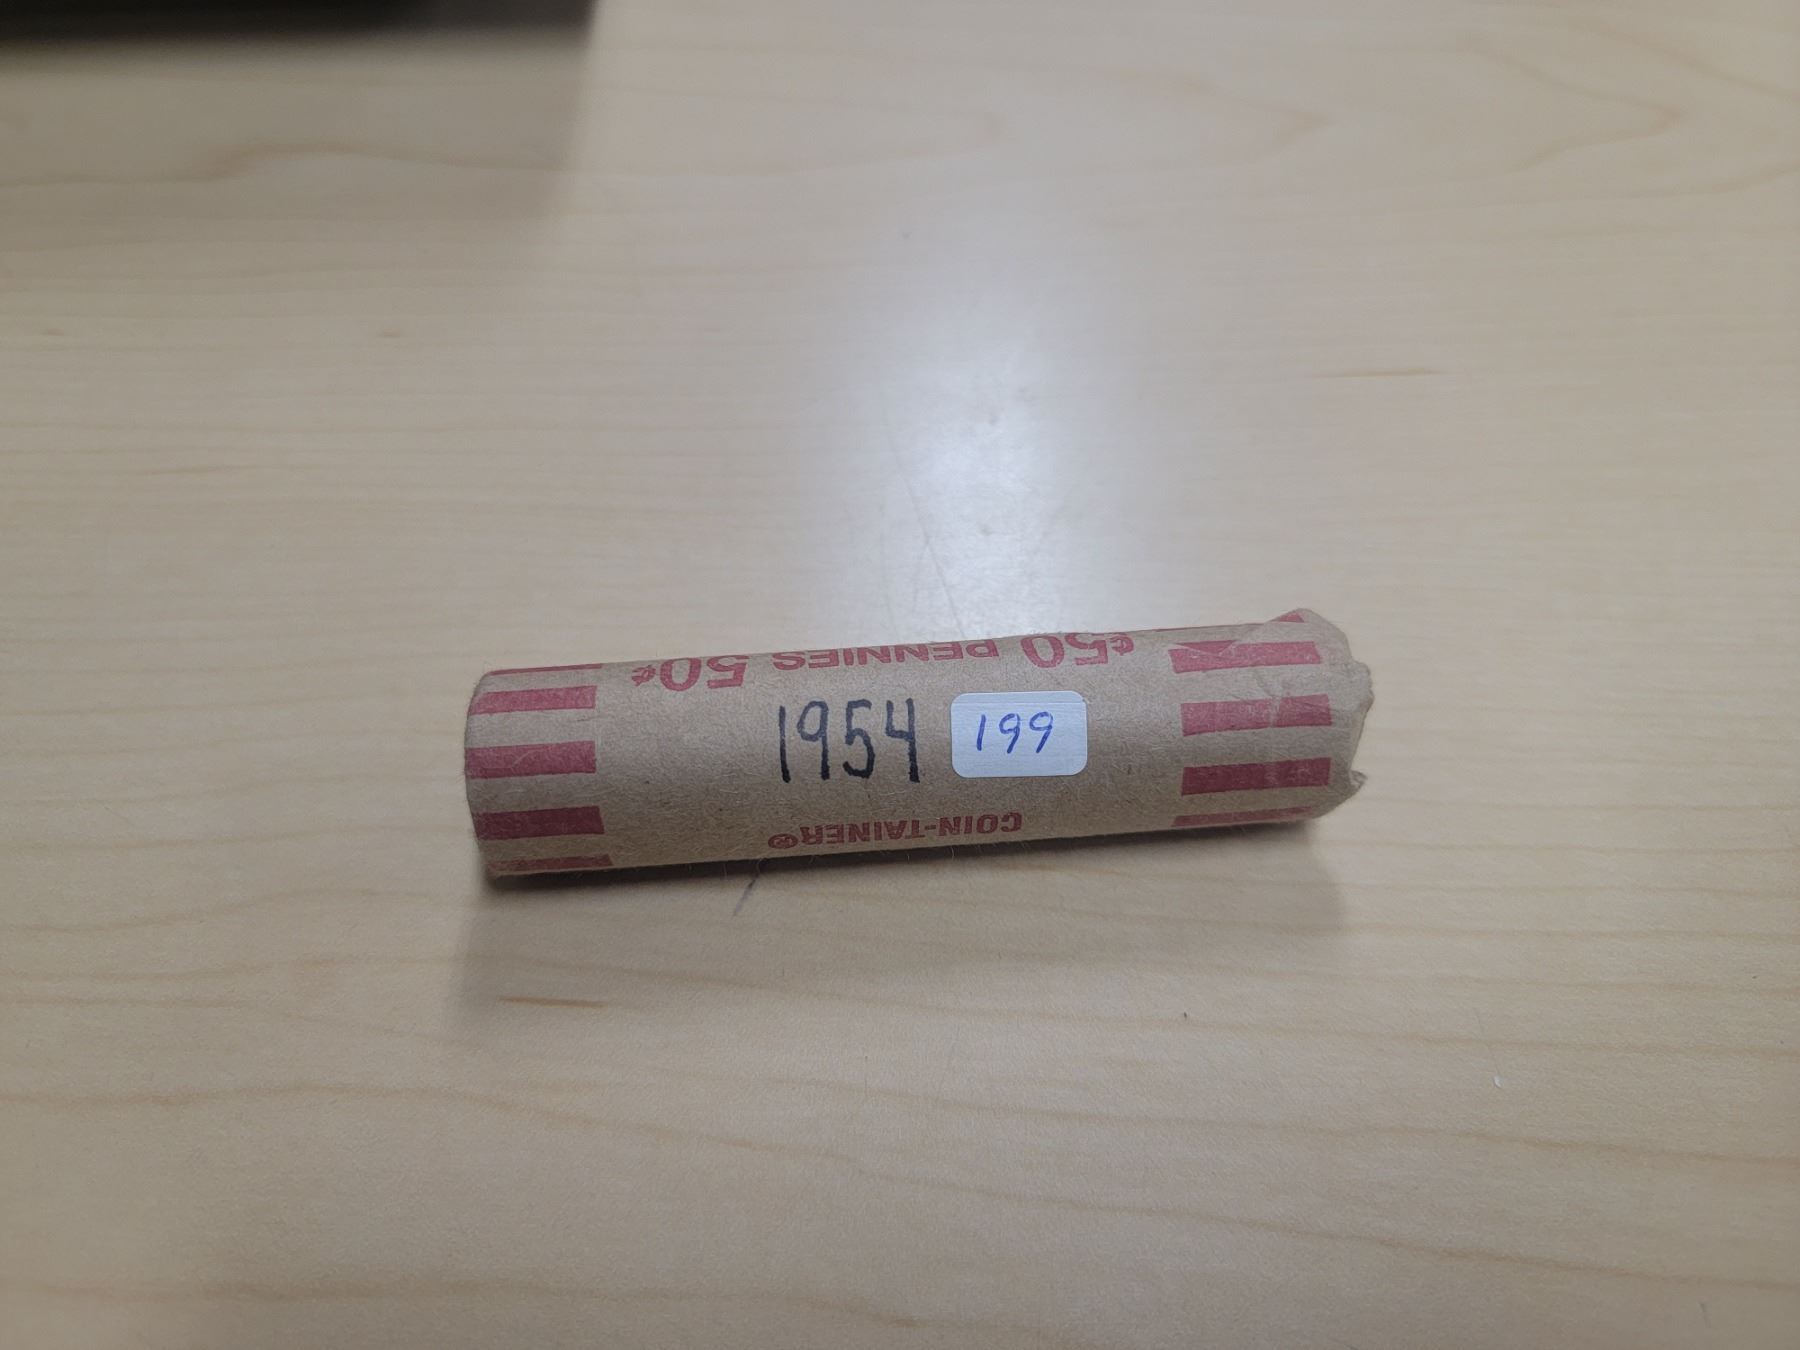 50¢ PENNIES 50¢
1954
199
COIN-TAINER®